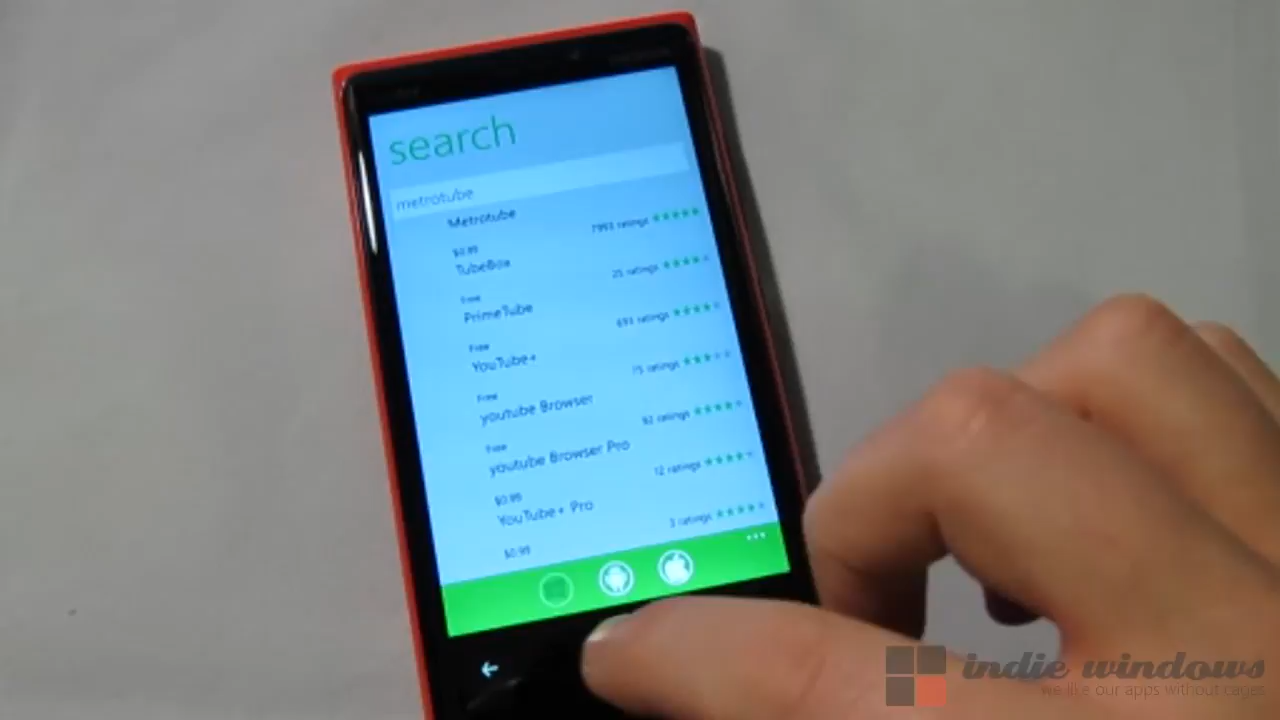 search
metrotube
Metrotube
7993 ratings
$0.99
TubeBox
25 ratings
Free
PrimeTube
693 ratings
Free
YouTube+
15 ratings
Free
youtube Browser
92 ratings
Free
youtube Browser Pro
12 ratings
$0.99
YouTube+ Pro
3 ratings
$0.99
indie windows
we like our apps without cages